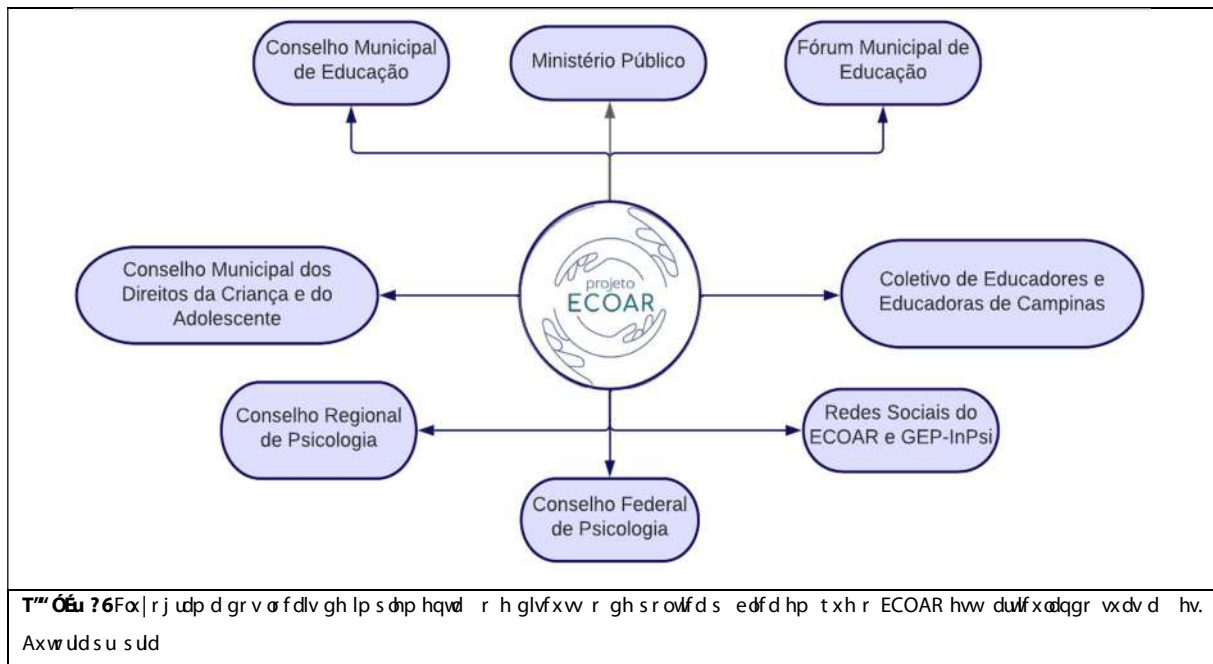 Conselho Municipal
de Educação
Ministério Público
Fórum Municipal de
Educação
Conselho Municipal dos
Direitos da Criança e do
Adolescente
projeto
ECOAR
Coletivo de Educadores e
Educadoras de Campinas
Conselho Regional
de Psicologia
Redes Sociais do
ECOAR e GEP-InPsi
Conselho Federal
de Psicologia
ECOAR